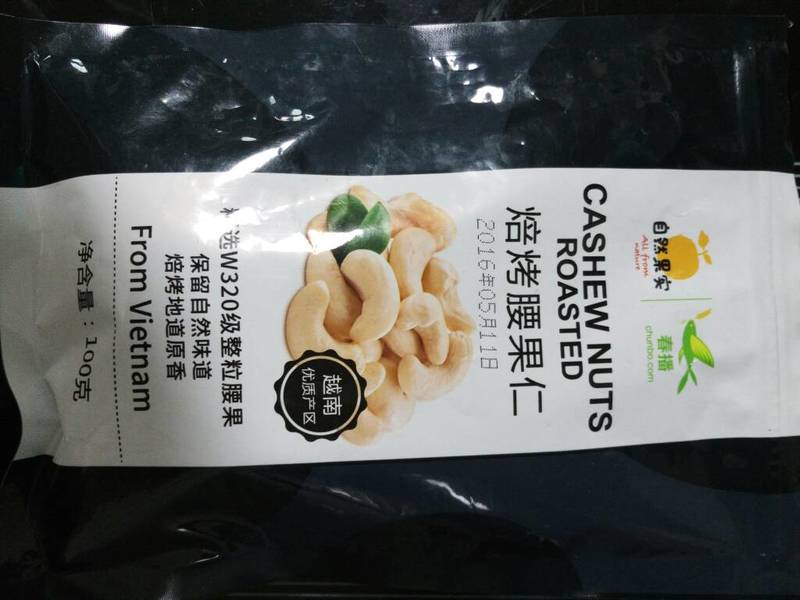 自然果实
All from
nature
春播
chunbo.com
CASHEW NUTS
ROASTED
焙烤腰果仁
2016年05月11日
越南
优质产区
选W320级整粒腰果
保留自然味道
焙烤地道原香
From Vietnam
净含量：100克